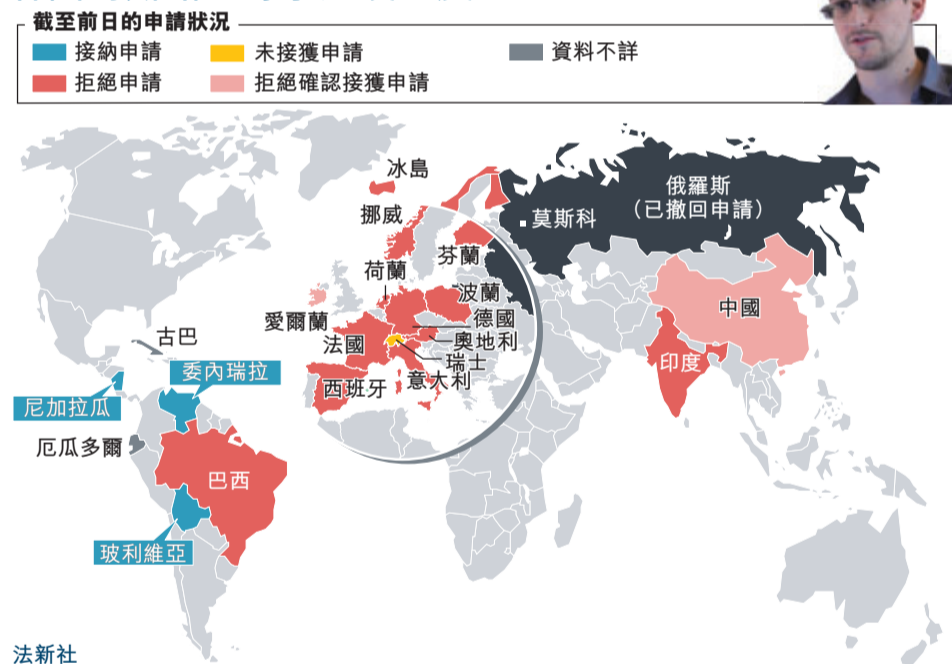 截至前日的申請狀況
接納申請
未接獲申請
資料不詳
拒絕申請
拒絕確認接獲申請
冰島
挪威
俄羅斯
（已撤回申請）
莫斯科
芬蘭
荷蘭
波蘭
愛爾蘭
德國
法國
奧地利
瑞士
西班牙
意大利
中國
印度
古巴
委內瑞拉
尼加拉瓜
厄瓜多爾
巴西
玻利維亞
法新社